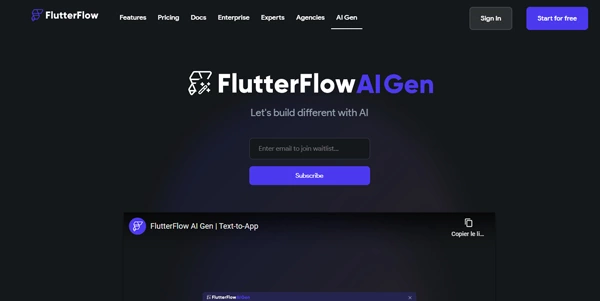 FlutterFlow Features Pricing Docs Enterprise Experts Agencies AI Gen Sign In Start for free
FlutterFlow AI Gen
Let's build different with AI
Enter email to join waitlist...
Subscribe
FlutterFlow AI Gen | Text-to-App
Copier le li...
FlutterFlow AI Gen